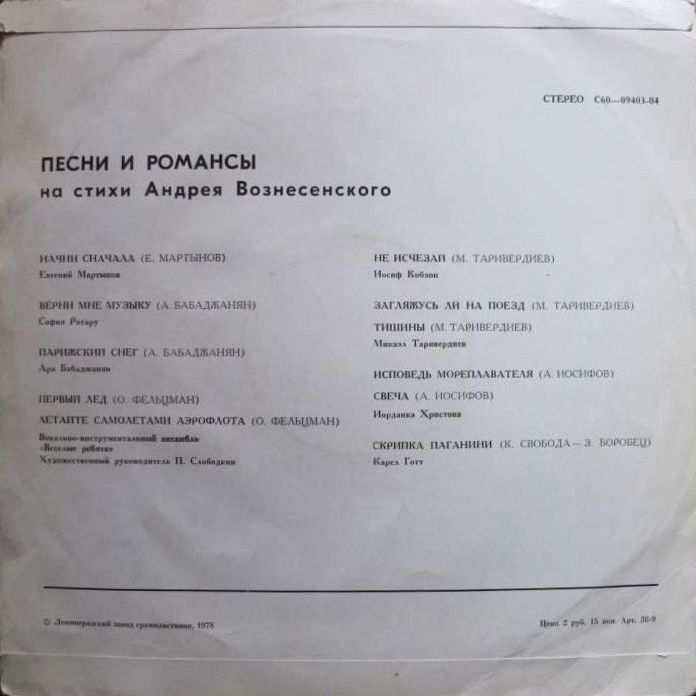 СТЕРЕО С60—09403-04
ПЕСНИ И РОМАНСЫ
на стихи Андрея Вознесенского
НАЧНИ СНАЧАЛА (Е. МАРТЫНОВ)
Евгений Мартынов
ВЕРНИ МНЕ МУЗЫКУ (А. БАБАДЖАНЯН)
София Ротару
ПАРИЖСКИЙ СНЕГ (А. БАБАДЖАНЯН)
Ара Бабаджанян
ПЕРВЫЙ ЛЕД (О. ФЕЛЬЦМАН)
ЛЕТАЙТЕ САМОЛЕТАМИ АЭРОФЛОТА (О. ФЕЛЬЦМАН)
Вокально-инструментальный ансамбль
«Веселые ребята»
Художественный руководитель П. Слободкин
НЕ ИСЧЕЗАЙ (М. ТАРИВЕРДИЕВ)
Иосиф Кобзон
ЗАГЛЯЖУСЬ ЛИ НА ПОЕЗД (М. ТАРИВЕРДИЕВ)
ТИШИНЫ (М. ТАРИВЕРДИЕВ)
Микаэл Таривердиев
ИСПОВЕДЬ МОРЕПЛАВАТЕЛЯ (А. ИОСИФОВ)
СВЕЧА (А. ИОСИФОВ)
Йорданка Христова
СКРИПКА ПАГАНИНИ (К. СВОБОДА — З. БОРОВЕЦ)
Карел Готт
© Ленинградский завод грампластинок, 1978
Цена 2 руб. 15 коп. Арт. 36-9